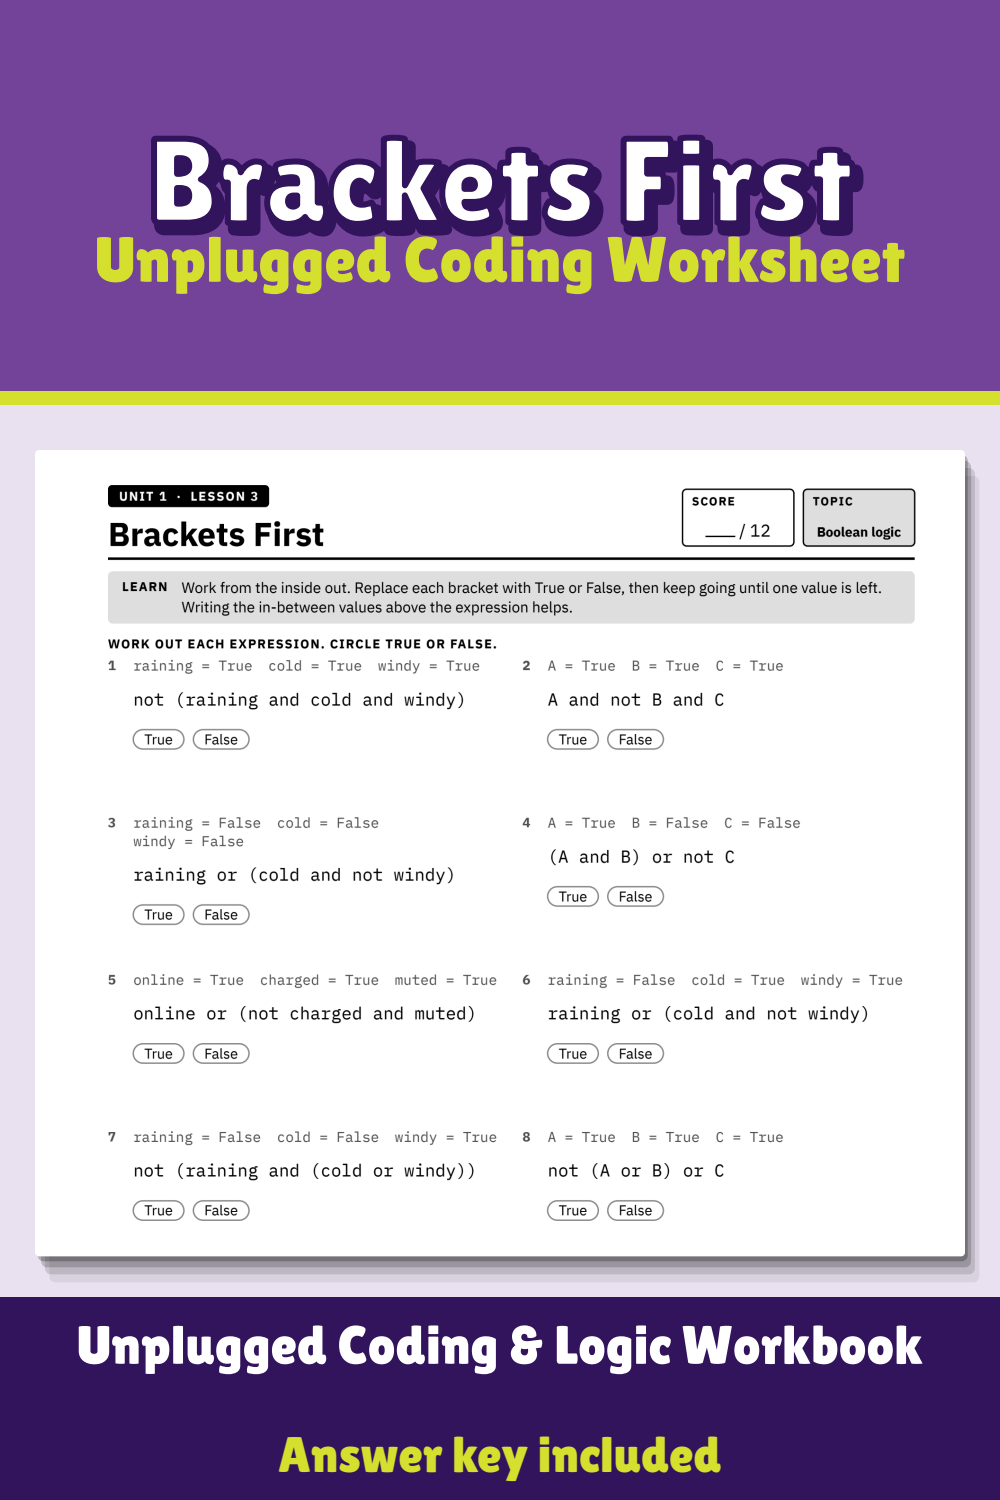 Brackets First
Unplugged Coding Worksheet
UNIT 1 · LESSON 3
Brackets First
SCORE
___ / 12
TOPIC
Boolean logic
LEARN Work from the inside out. Replace each bracket with True or False, then keep going until one value is left.
Writing the in-between values above the expression helps.
WORK OUT EACH EXPRESSION. CIRCLE TRUE OR FALSE.
1 raining = True cold = True windy = True
not (raining and cold and windy)
True False
2 A = True B = True C = True
A and not B and C
True False
3 raining = False cold = False
windy = False
raining or (cold and not windy)
True False
4 A = True B = False C = False
(A and B) or not C
True False
5 online = True charged = True muted = True
online or (not charged and muted)
True False
6 raining = False cold = True windy = True
raining or (cold and not windy)
True False
7 raining = False cold = False windy = True
not (raining and (cold or windy))
True False
8 A = True B = True C = True
not (A or B) or C
True False
Unplugged Coding & Logic Workbook
Answer key included